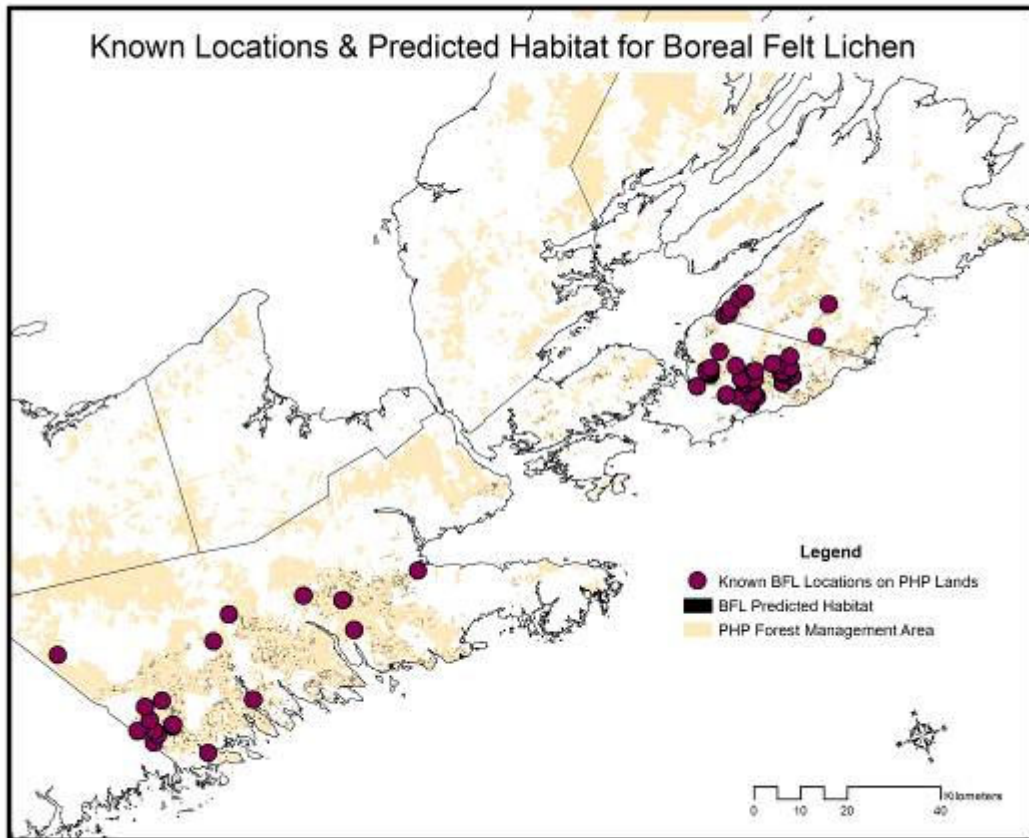 Known Locations & Predicted Habitat for Boreal Felt Lichen
Legend
Known BFL Locations on PHP Lands
BFL Predicted Habitat
PHP Forest Management Area
Kilometers
0 10 20 40